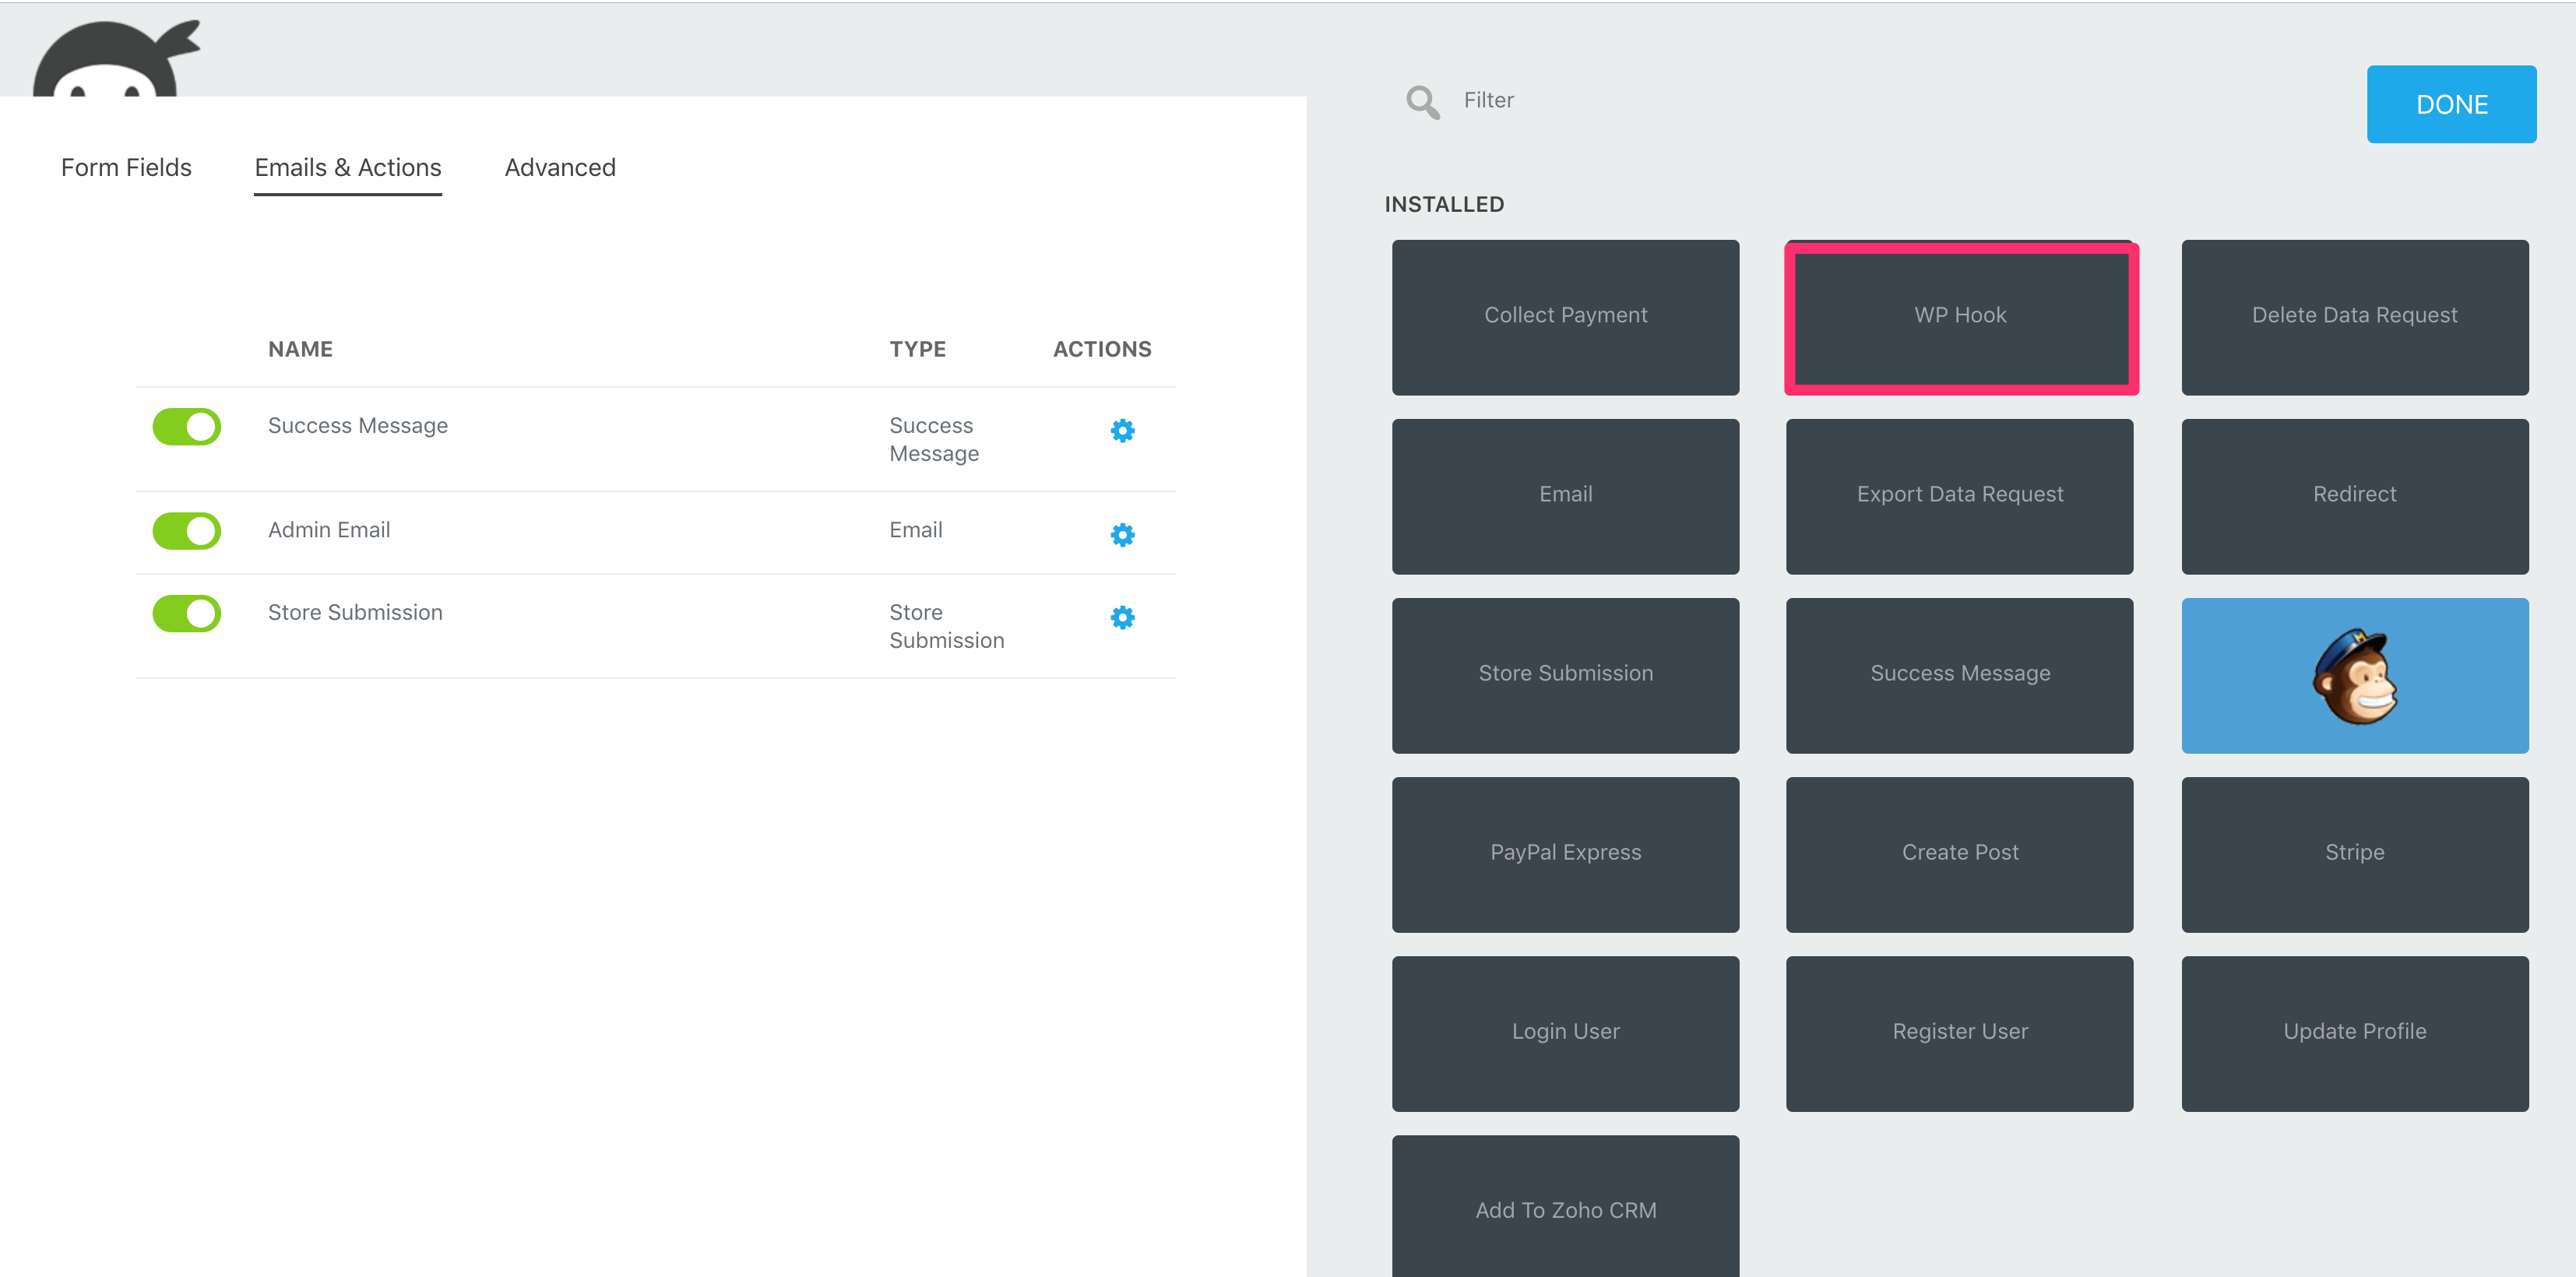 Form Fields
Emails & Actions
Advanced
NAME
TYPE
ACTIONS
Success Message
Success
Message
Admin Email
Email
Store Submission
Store
Submission
Filter
DONE
INSTALLED
Collect Payment
WP Hook
Delete Data Request
Email
Export Data Request
Redirect
Store Submission
Success Message
PayPal Express
Create Post
Stripe
Login User
Register User
Update Profile
Add To Zoho CRM